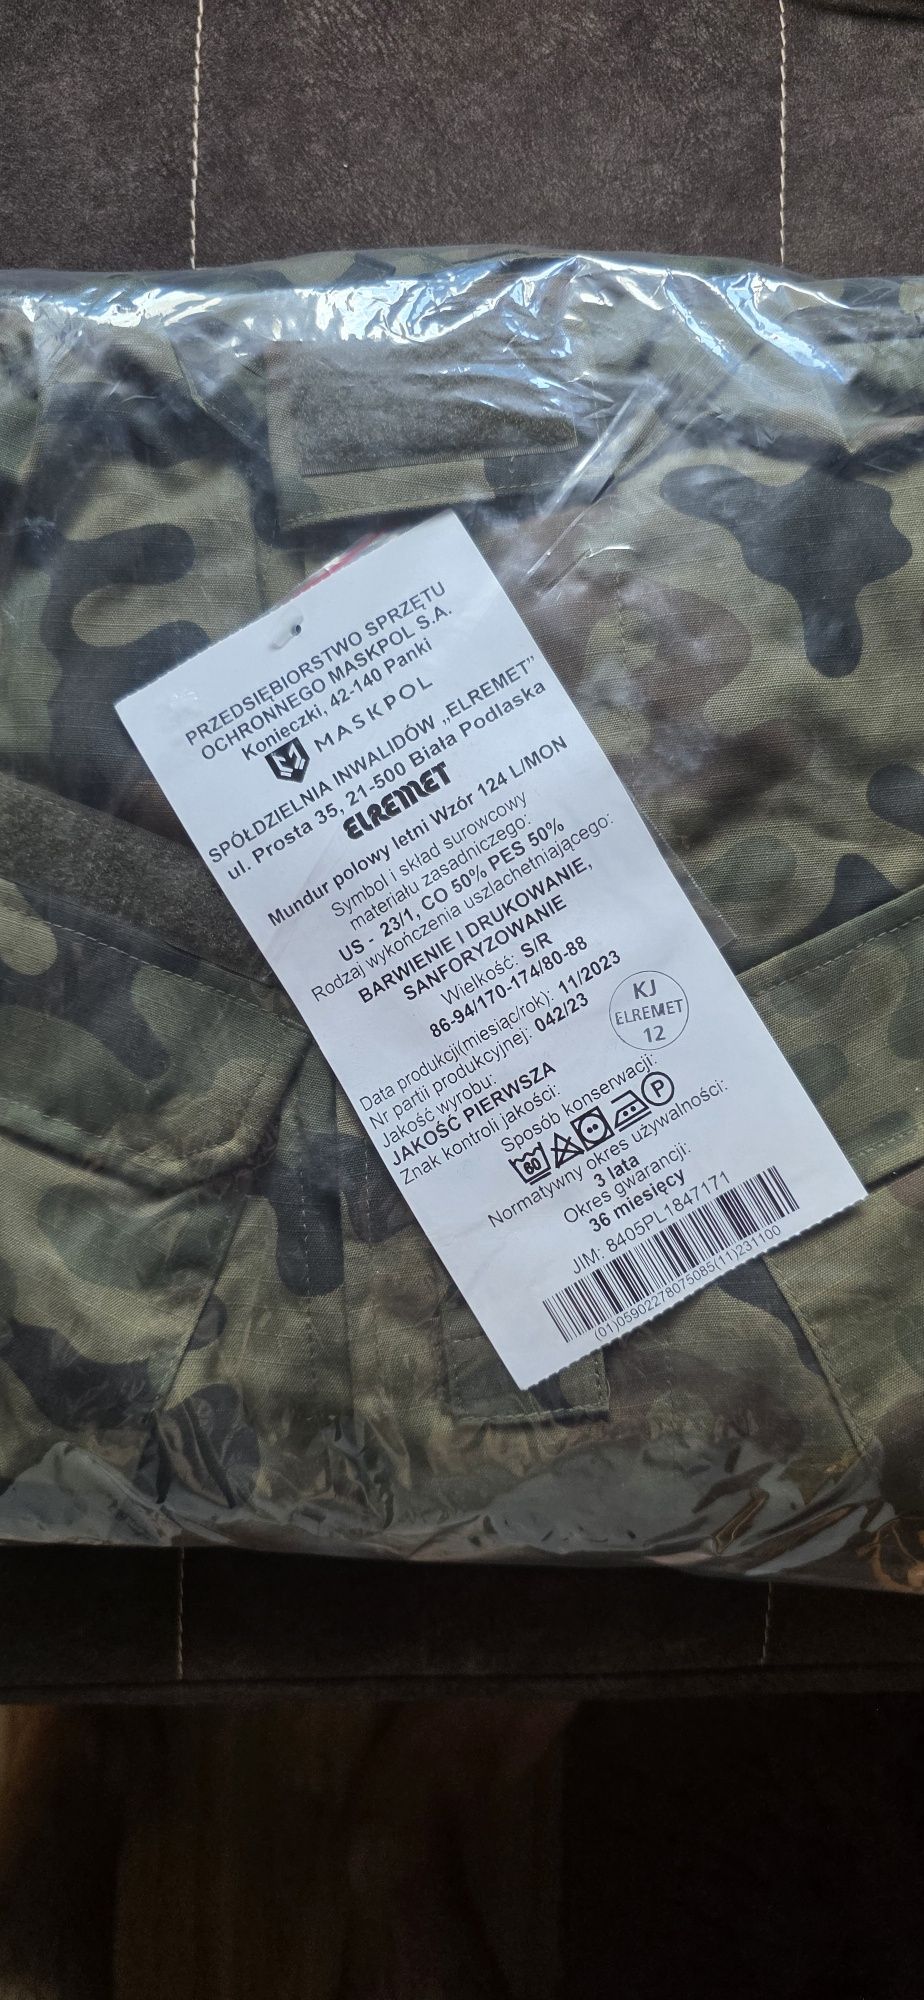 PRZEDSIĘBIORSTWO SPRZĘTU
OCHRONNEGO MASKPOL S.A.
Konieczki, 42-140 Panki
MASKPOL
SPÓŁDZIELNIA INWALIDÓW „ELREMET”
ul. Prosta 35, 21-500 Biała Podlaska
ELREMET
Mundur polowy letni Wzór 124 L/MON
Symbol i skład surowcowy
materiału zasadniczego:
US - 23/1, CO 50% PES 50%
Rodzaj wykończenia uszlachetniającego:
BARWIENIE I DRUKOWANIE,
SANFORYZOWANIE
Wielkość: S/R
86-94/170-174/80-88
Data produkcji(miesiąc/rok): 11/2023
Nr partii produkcyjnej: 042/23
Jakość wyrobu:
JAKOŚĆ PIERWSZA
Znak kontroli jakości:
KJ
ELREMET
12
Sposób konserwacji:
60
P
Normatywny okres używalności:
3 lata
Okres gwarancji:
36 miesięcy
JIM: 8405PL1847171
(01)05902278075085(11)231100